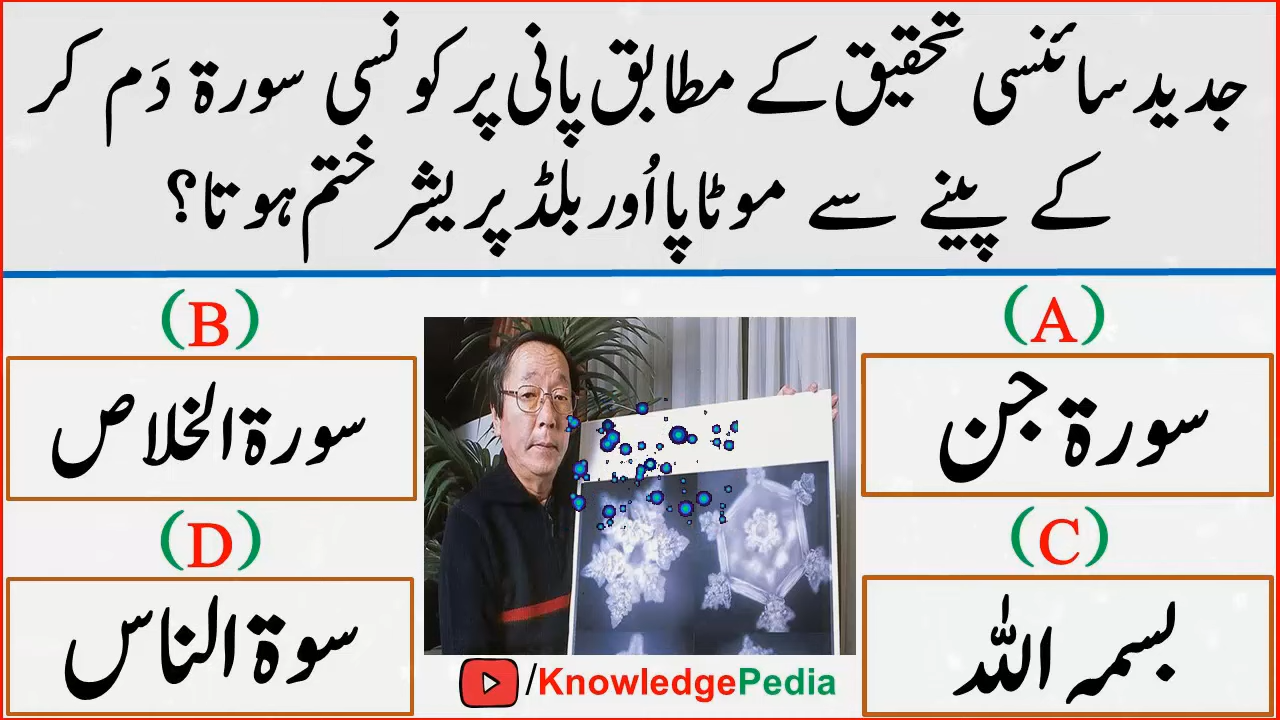 جدید سائنسی تحقیق کے مطابق پانی پر کونسی سورۃ دَم کر
کے پینے سے موٹاپا اُور بلڈ پریشر ختم ہوتا؟
(A)
سورۃ جن
(B)
سورۃ الخلاص
(C)
بسمہ اللہ
(D)
سوۃ الناس
/KnowledgePedia